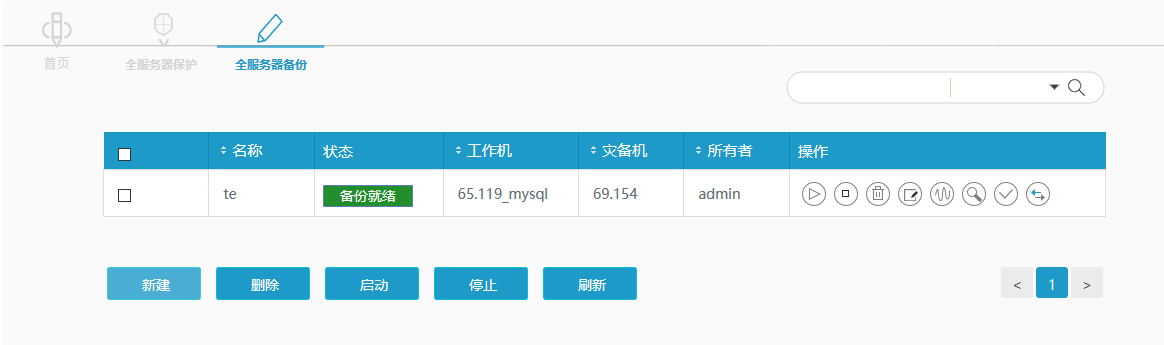 首页 全服务器保护 全服务器备份
名称 状态 工作机 灾备机 所有者 操作
te 备份就绪 65.119_mysql 69.154 admin
新建 删除 启动 停止 刷新 < 1 >